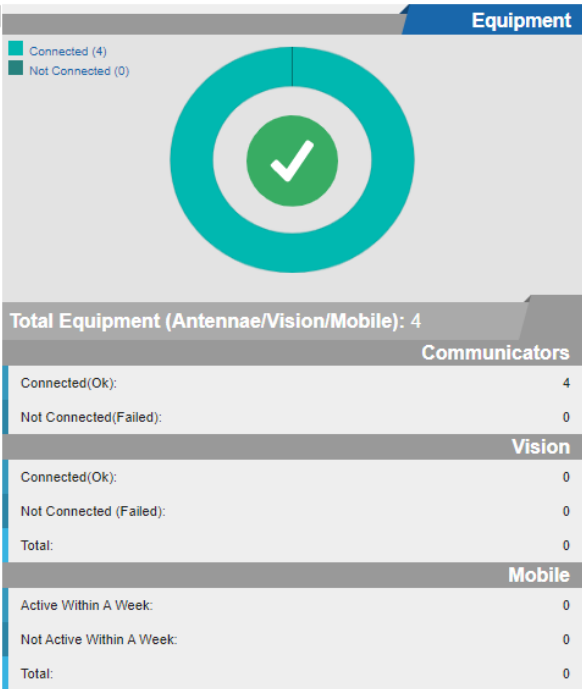 Equipment
Connected (4)
Not Connected (0)
Total Equipment (Antennae/Vision/Mobile): 4
Communicators
Connected(Ok): 4
Not Connected(Failed): 0
Vision
Connected(Ok): 0
Not Connected (Failed): 0
Total: 0
Mobile
Active Within A Week: 0
Not Active Within A Week: 0
Total: 0